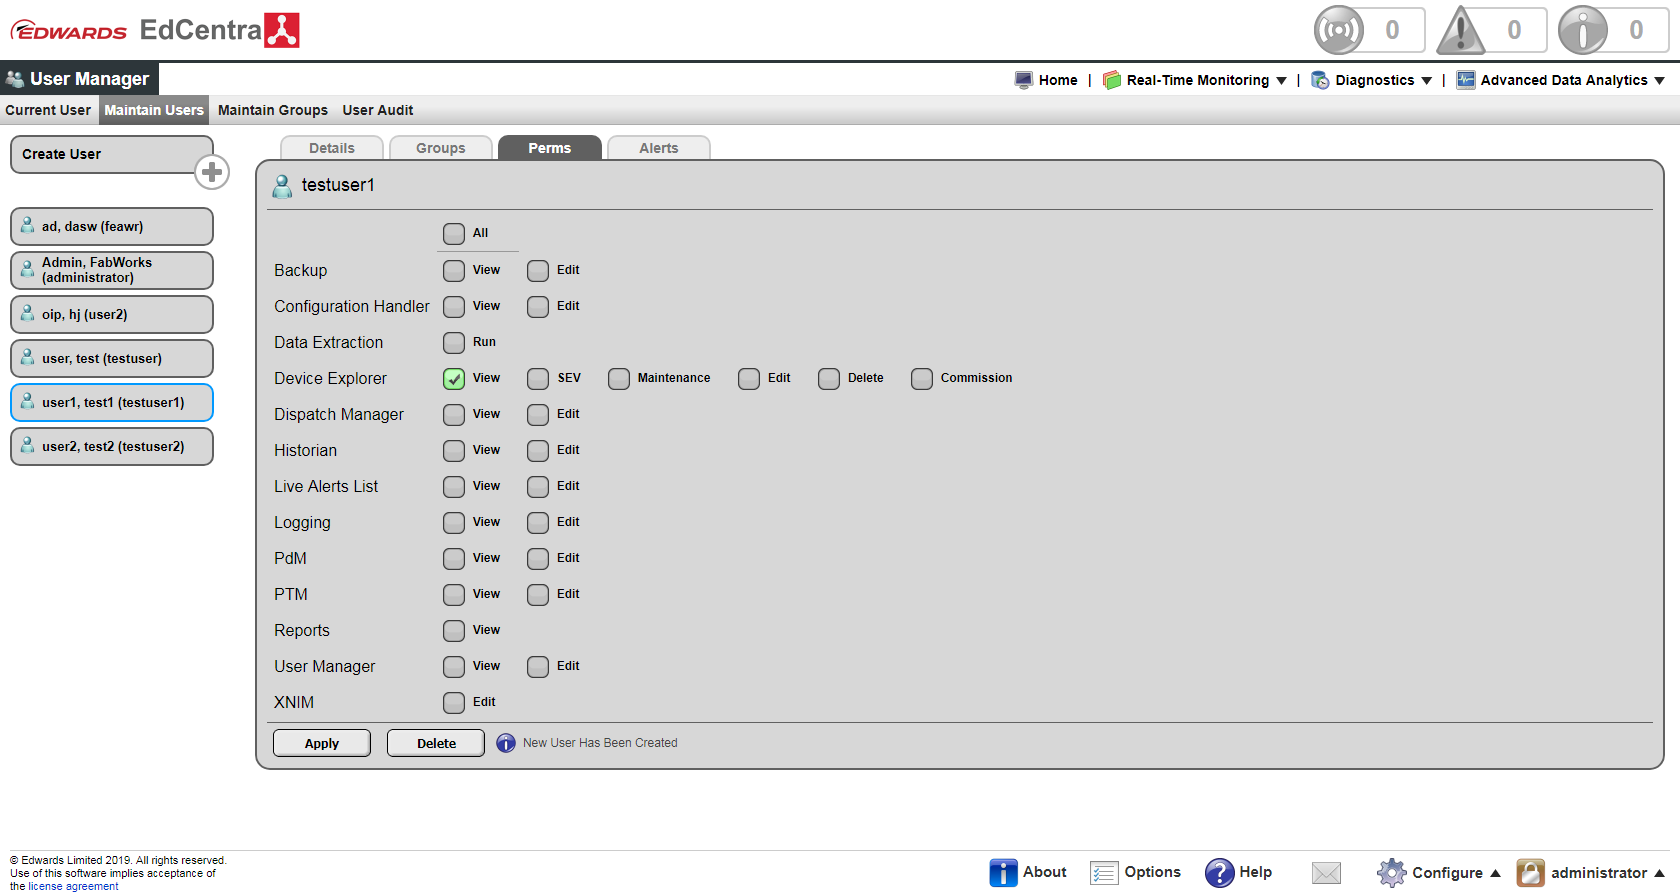 EDWARDS EdCentra
0 0 0
User Manager
Home | Real-Time Monitoring ▼ | Diagnostics ▼ | Advanced Data Analytics ▼
Current User Maintain Users Maintain Groups User Audit
Create User
ad, dasw (feawr)
Admin, FabWorks
(administrator)
oip, hj (user2)
user, test (testuser)
user1, test1 (testuser1)
user2, test2 (testuser2)
Details Groups Perms Alerts
testuser1
All
Backup View Edit
Configuration Handler View Edit
Data Extraction Run
Device Explorer View SEV Maintenance Edit Delete Commission
Dispatch Manager View Edit
Historian View Edit
Live Alerts List View Edit
Logging View Edit
PdM View Edit
PTM View Edit
Reports View
User Manager View Edit
XNIM Edit
Apply Delete New User Has Been Created
© Edwards Limited 2019. All rights reserved.
Use of this software implies acceptance of
the license agreement
About Options Help Configure ▲ administrator ▲